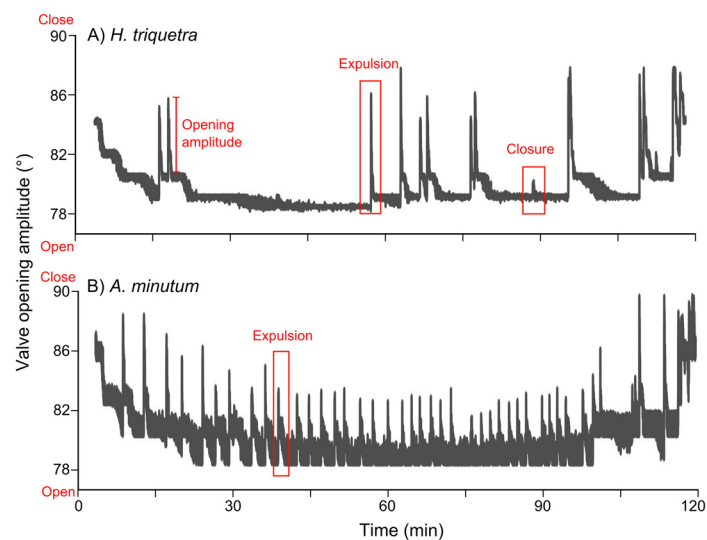 Close
90
A) H. triquetra
Expulsion
86
Opening
amplitude
Closure
82
78
Open
Valve opening amplitude (°)
Close
90
B) A. minutum
Expulsion
86
82
78
Open
0
30
60
90
120
Time (min)